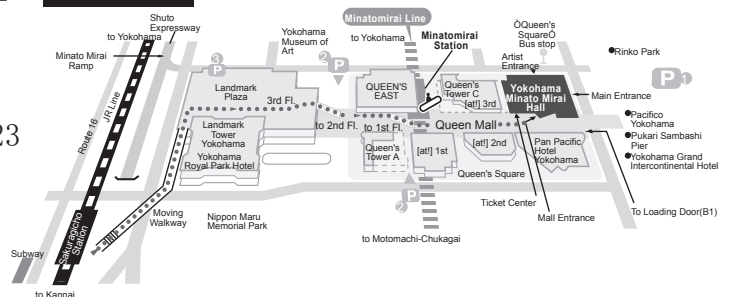 Shuto
Expressway
to Yokohama
Minato Mirai
Ramp
Route 16
JR Line
23
Yokohama
Museum of
Art
Minatomirai Line
to Yokohama
Minatomirai
Station
ÒQueen's
SquareÓ
Bus stop
Artist
Entrance
Rinko Park
P 1
3
P
2
P
Landmark
Plaza
3rd Fl.
QUEEN'S
EAST
Queen's
Tower C
[at!] 3rd
Yokohama
Minato Mirai
Hall
Main Entrance
Landmark
Tower
Yokohama
Yokohama
Royal Park Hotel
to 2nd Fl.
to 1st Fl.
Queen Mall
Queen's
Tower A
[at!] 1st
[at!] 2nd
Pan Pacific
Hotel
Yokohama
Pacifico
Yokohama
Pukari Sambashi
Pier
Yokohama Grand
Intercontinental Hotel
Queen's Square
2 P
Ticket Center
Mall Entrance
To Loading Door(B1)
Moving
Walkway
Nippon Maru
Memorial Park
to Motomachi-Chukagai
Sakuragicho
Station
Subway
to Kannai